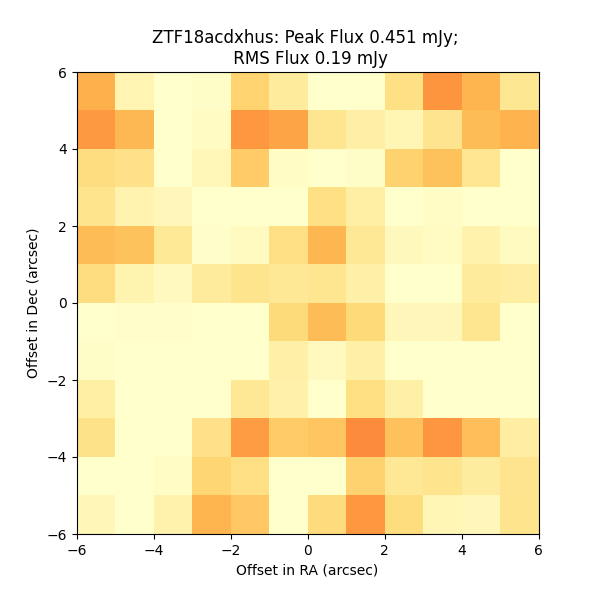 ZTF18acdxhus: Peak Flux 0.451 mJy;
RMS Flux 0.19 mJy
6
4
2
0
−2
−4
−6
Offset in Dec (arcsec)
−6 −4 −2 0 2 4 6
Offset in RA (arcsec)